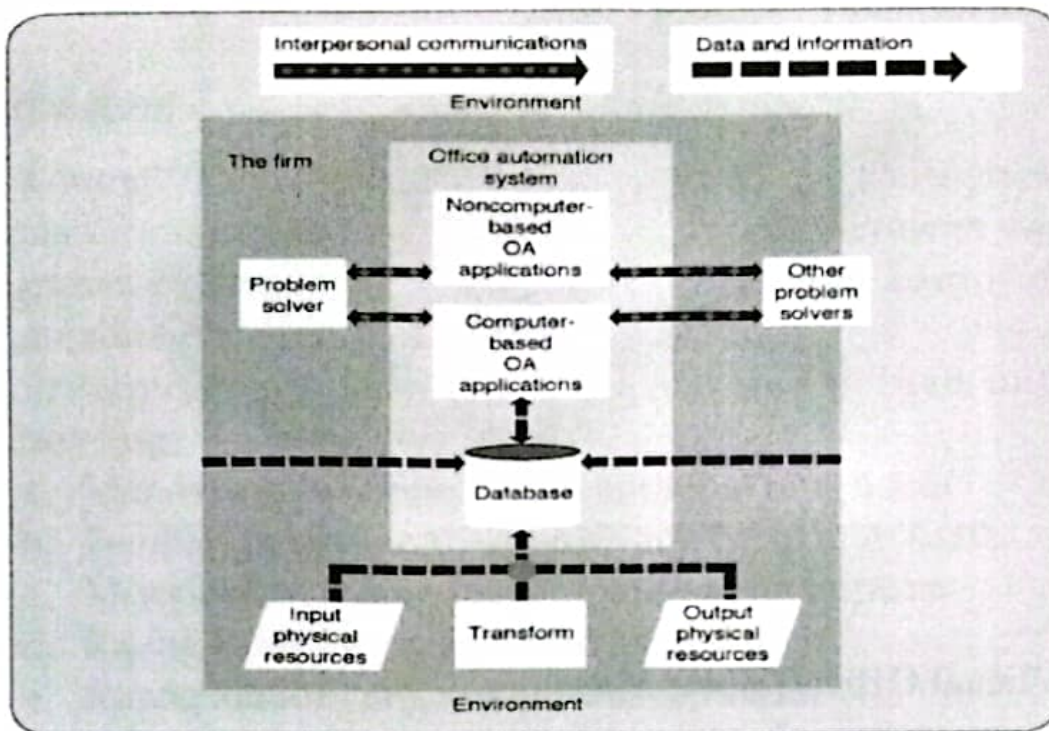 Interpersonal communications
Data and information
Environment
The firm
Office automation
system
Noncomputer-
based
OA
applications
Problem
solver
Other
problem
solvers
Computer-
based
OA
applications
Database
Input
physical
resources
Transform
Output
physical
resources
Environment